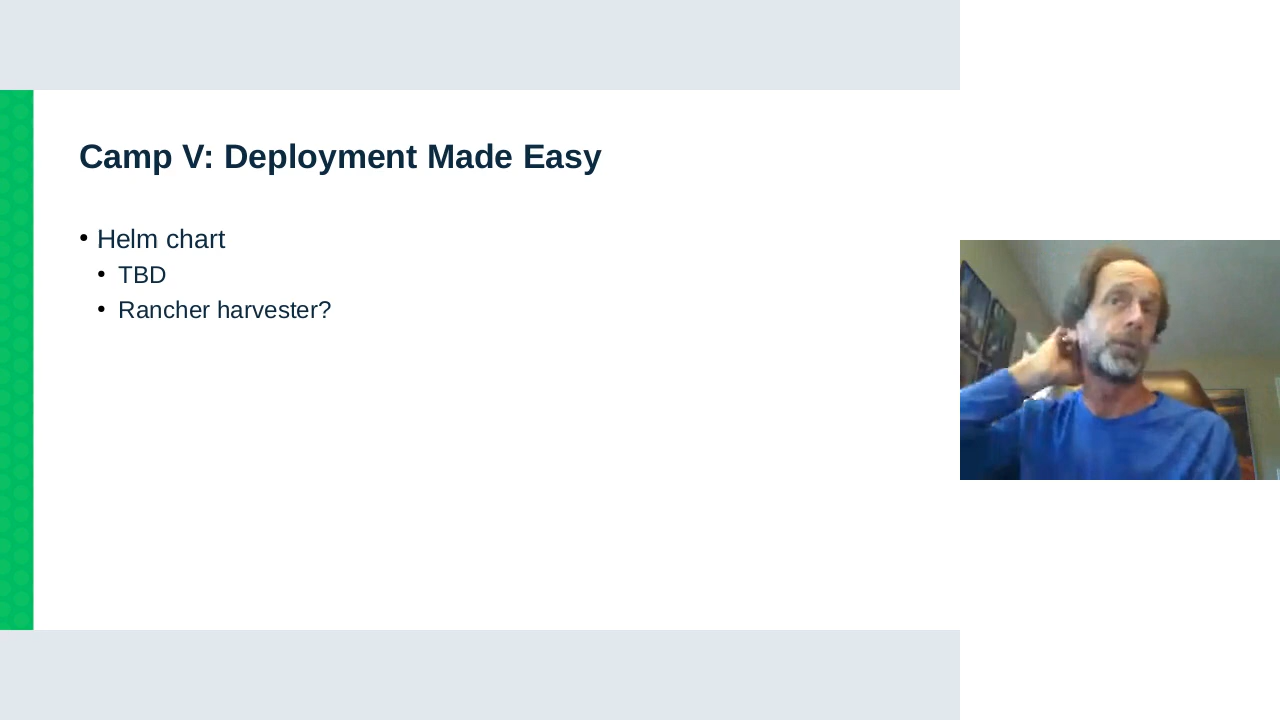 Camp V: Deployment Made Easy
• Helm chart
• TBD
• Rancher harvester?